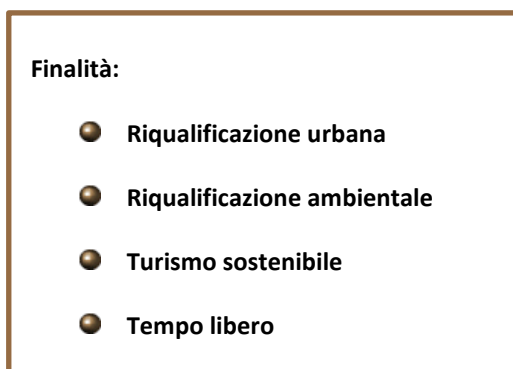 Finalità:
Riqualificazione urbana
Riqualificazione ambientale
Turismo sostenibile
Tempo libero